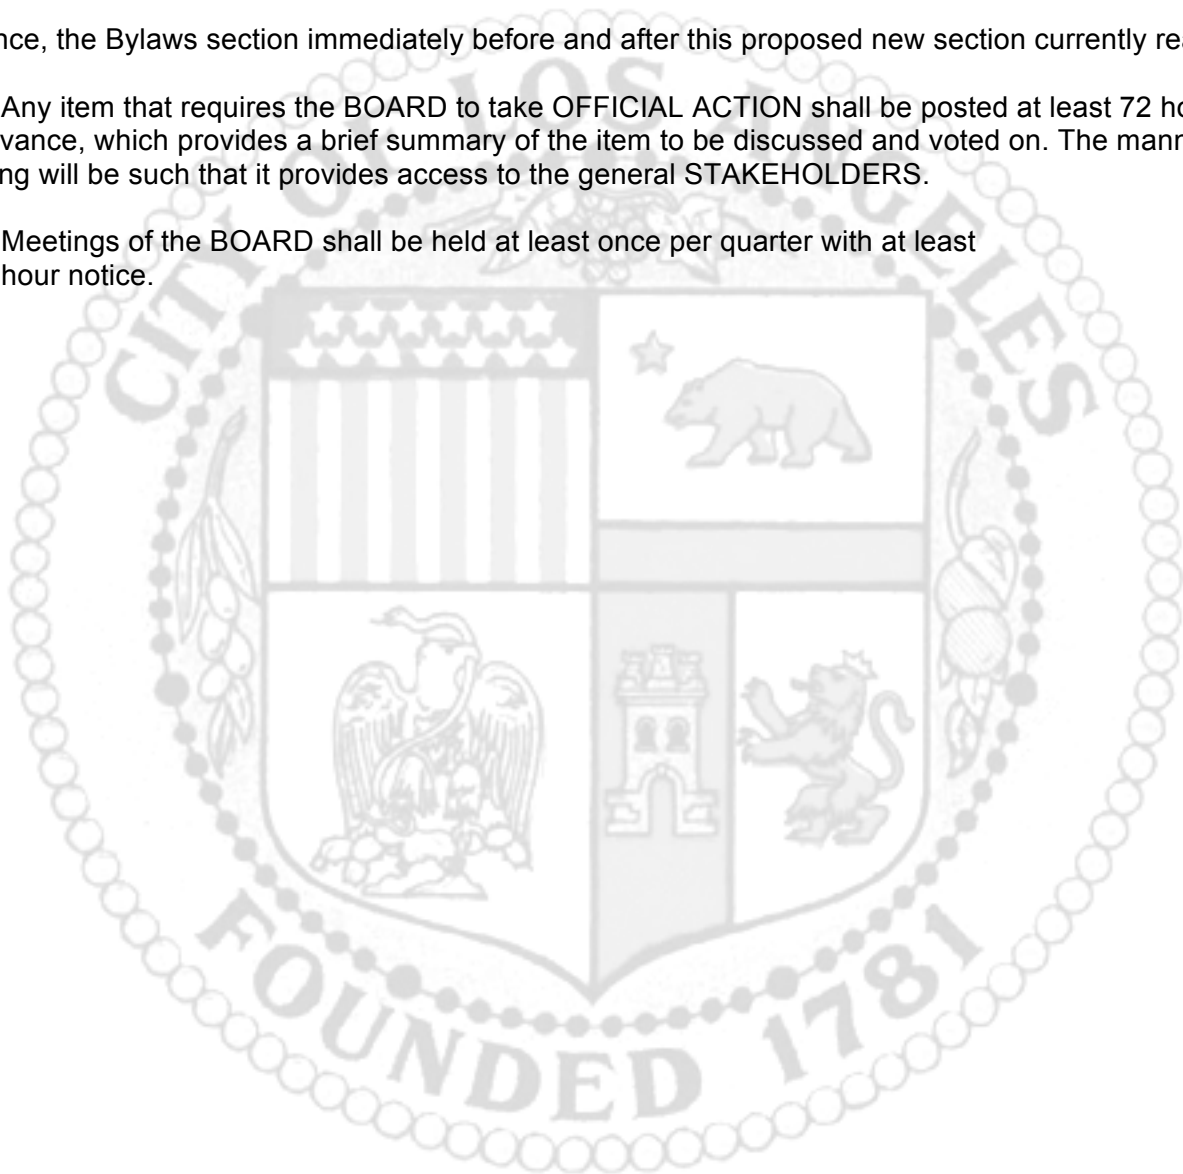 nce, the Bylaws section immediately before and after this proposed new section currently rea
Any item that requires the BOARD to take OFFICIAL ACTION shall be posted at least 72 ho
vance, which provides a brief summary of the item to be discussed and voted on. The mann
ng will be such that it provides access to the general STAKEHOLDERS.
Meetings of the BOARD shall be held at least once per quarter with at least
hour notice.
CITY OF LOS ANGELES
FOUNDED 1781